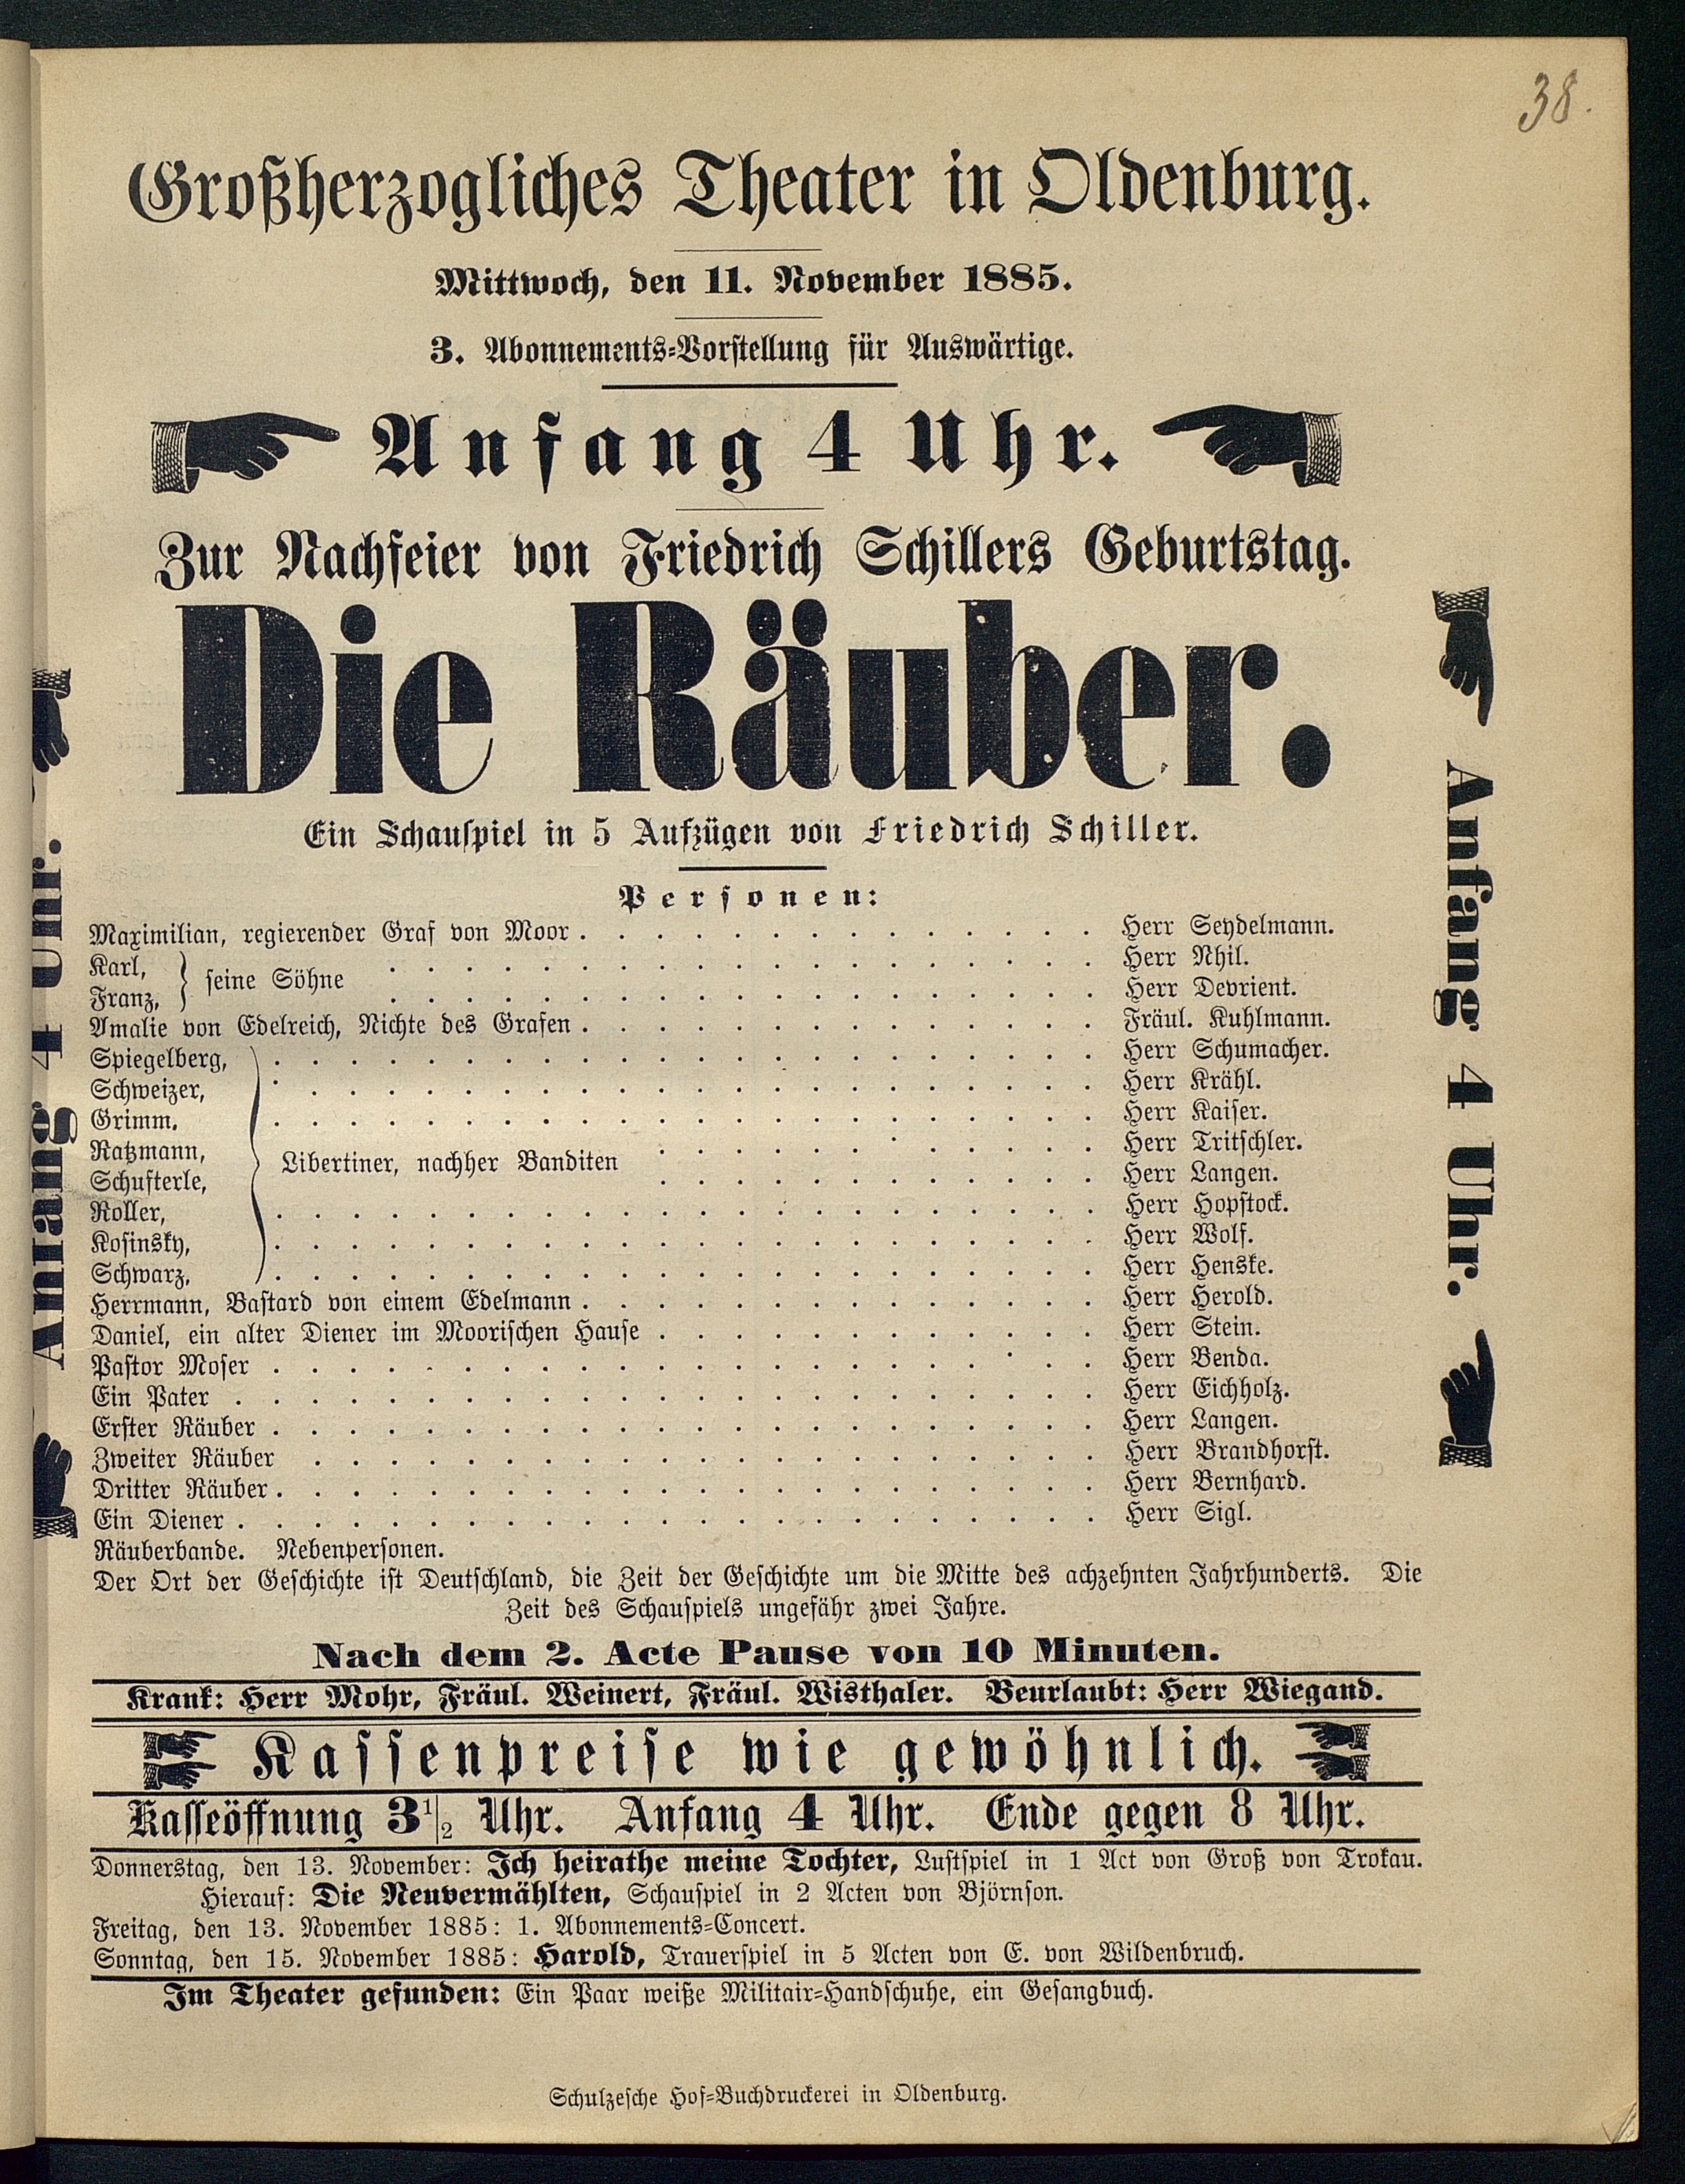 38.
Großherzogliches Theater in Oldenburg.
Mittwoch, den 11. November 1885.
3. Abonnements-Vorstellung für Auswärtige.
Anfang 4 Uhr.
Zur Nachfeier von Friedrich Schillers Geburtstag.
Die Räuber.
Ein Schauspiel in 5 Aufzügen von Friedrich Schiller.
Personen:
Maximilian, regierender Graf von Moor . . . . . . . . . . . . . . Herr Seydelmann.
Karl, } seine Söhne . . . . . . . . . . . . . . . . . . . Herr Nhil.
Franz, . . . . . . . . . . . . . . . . . . . Herr Devrient.
Amalie von Edelreich, Nichte des Grafen . . . . . . . . . . . . . . Fräul. Kuhlmann.
Spiegelberg, . . . . . . . . . . . . . . . . . . . . . . Herr Schumacher.
Schweizer, . . . . . . . . . . . . . . . . . . . . . . Herr Krähl.
Grimm, . . . . . . . . . . . . . . . . . . . . . . Herr Kaiser.
Ratzmann, } Libertiner, nachher Banditen . . . . . . . . . . . . Herr Tritschler.
Schufterle, . . . . . . . . . . . . Herr Langen.
Roller, . . . . . . . . . . . . . . . . . . . . . . Herr Hopstock.
Kosinsky, . . . . . . . . . . . . . . . . . . . . . . Herr Wolf.
Schwarz, . . . . . . . . . . . . . . . . . . . . . . Herr Henske.
Herrmann, Bastard von einem Edelmann . . . . . . . . . . . . . . Herr Herold.
Daniel, ein alter Diener im Moorischen Hause . . . . . . . . . . . . Herr Stein.
Pastor Moser . . . . . . . . . . . . . . . . . . . . . . Herr Benda.
Ein Pater . . . . . . . . . . . . . . . . . . . . . . . Herr Eichholz.
Erster Räuber . . . . . . . . . . . . . . . . . . . . . . Herr Langen.
Zweiter Räuber . . . . . . . . . . . . . . . . . . . . . Herr Brandhorst.
Dritter Räuber . . . . . . . . . . . . . . . . . . . . . . Herr Bernhard.
Ein Diener . . . . . . . . . . . . . . . . . . . . . . . Herr Sigl.
Räuberbande. Nebenpersonen.
Der Ort der Geschichte ist Deutschland, die Zeit der Geschichte um die Mitte des achzehnten Jahrhunderts. Die
Zeit des Schauspiels ungefähr zwei Jahre.
Nach dem 2. Acte Pause von 10 Minuten.
Krank: Herr Mohr, Fräul. Weinert, Fräul. Wisthaler. Beurlaubt: Herr Wiegand.
Kassenpreise wie gewöhnlich.
Kasseöffnung 3 1/2 Uhr. Anfang 4 Uhr. Ende gegen 8 Uhr.
Donnerstag, den 13. November: Ich heirathe meine Tochter, Lustspiel in 1 Act von Groß von Trokau.
Hierauf: Die Neuvermählten, Schauspiel in 2 Acten von Björnson.
Freitag, den 13. November 1885: 1. Abonnements-Concert.
Sonntag, den 15. November 1885: Harold, Trauerspiel in 5 Acten von E. von Wildenbruch.
Im Theater gefunden: Ein Paar weiße Militair-Handschuhe, ein Gesangbuch.
Schulzesche Hof-Buchdruckerei in Oldenburg.
Anfang 4 Uhr.
Anfang 4 Uhr.